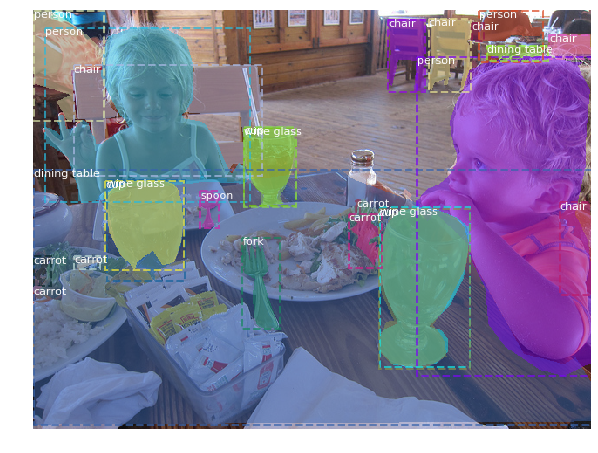 person
person
chair
chair
chair
person
chair
chair
dining table
person
chair
wine glass
dining table
wine glass
spoon
carrot
carrot
wine glass
chair
fork
carrot
carrot
carrot